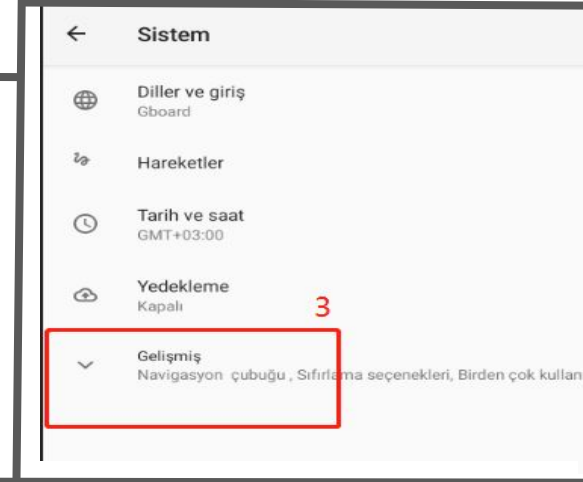 Sistem
Diller ve giriş
Gboard
Hareketler
Tarih ve saat
GMT+03:00
Yedekleme
Kapalı
3
Gelişmiş
Navigasyon çubuğu , Sıfırlama seçenekleri, Birden çok kullan